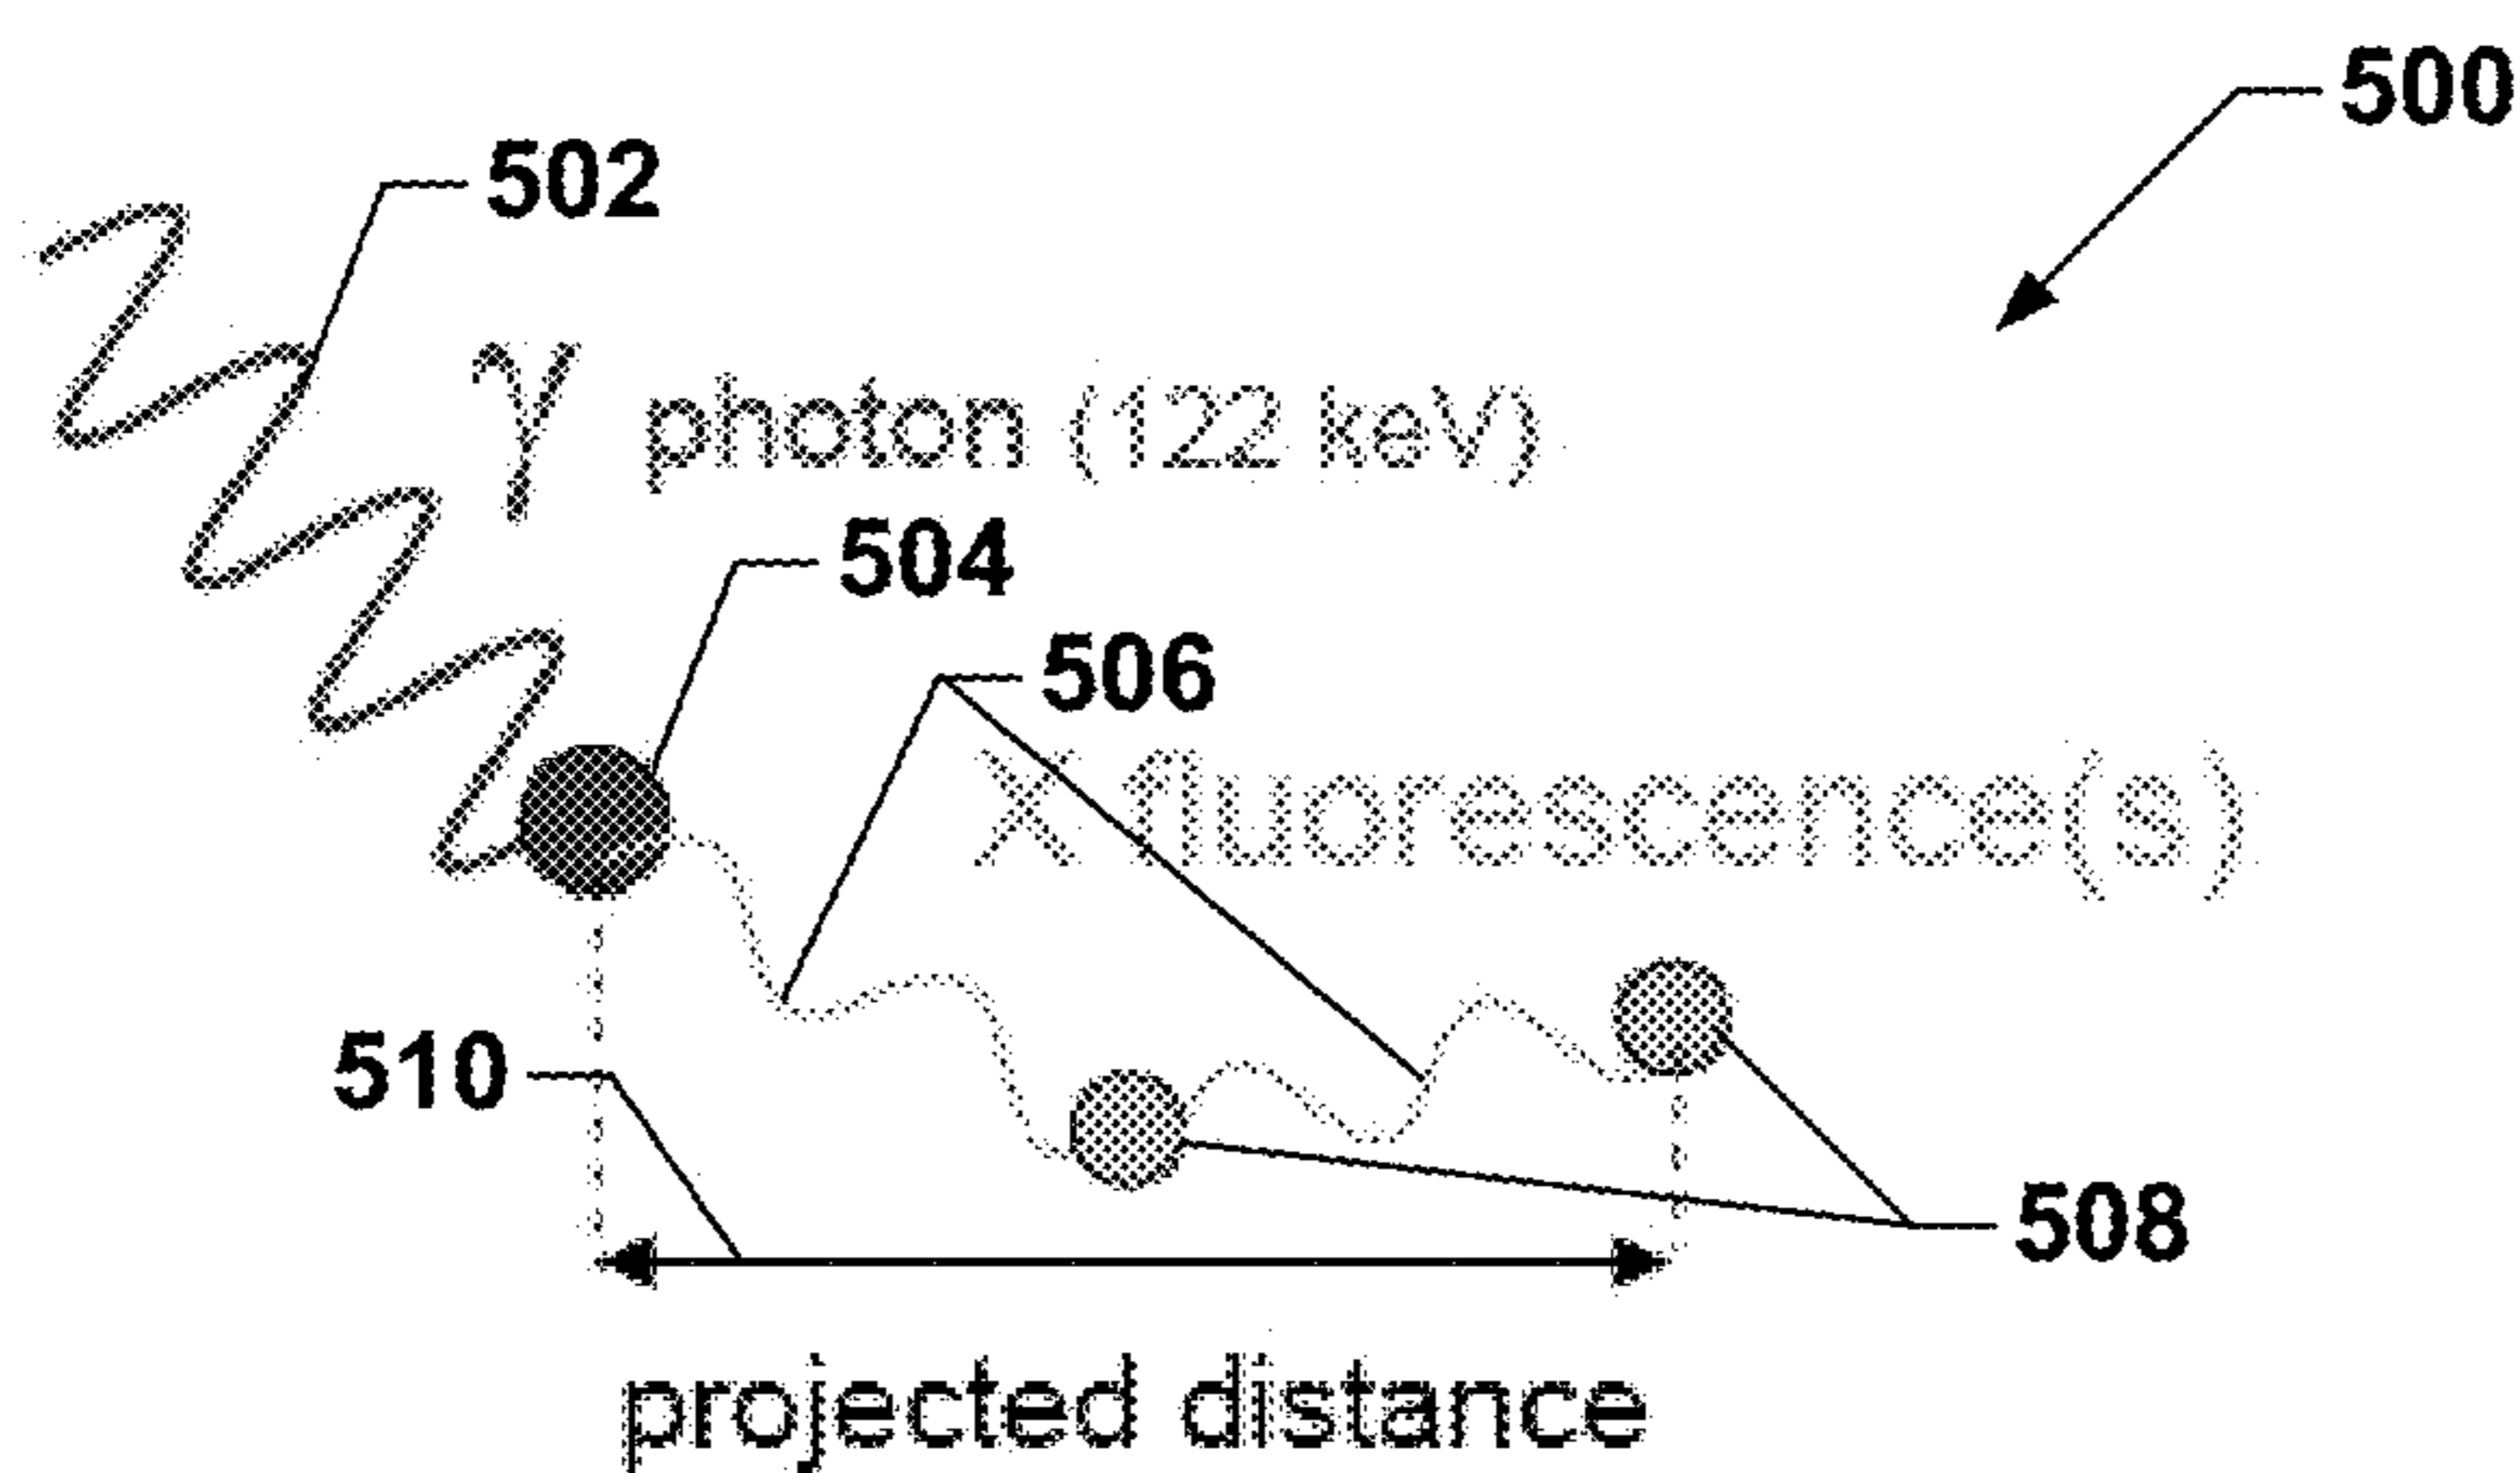 500
502
γ photon (122 keV)
504
506
X fluorescence(s)
510
508
projected distance